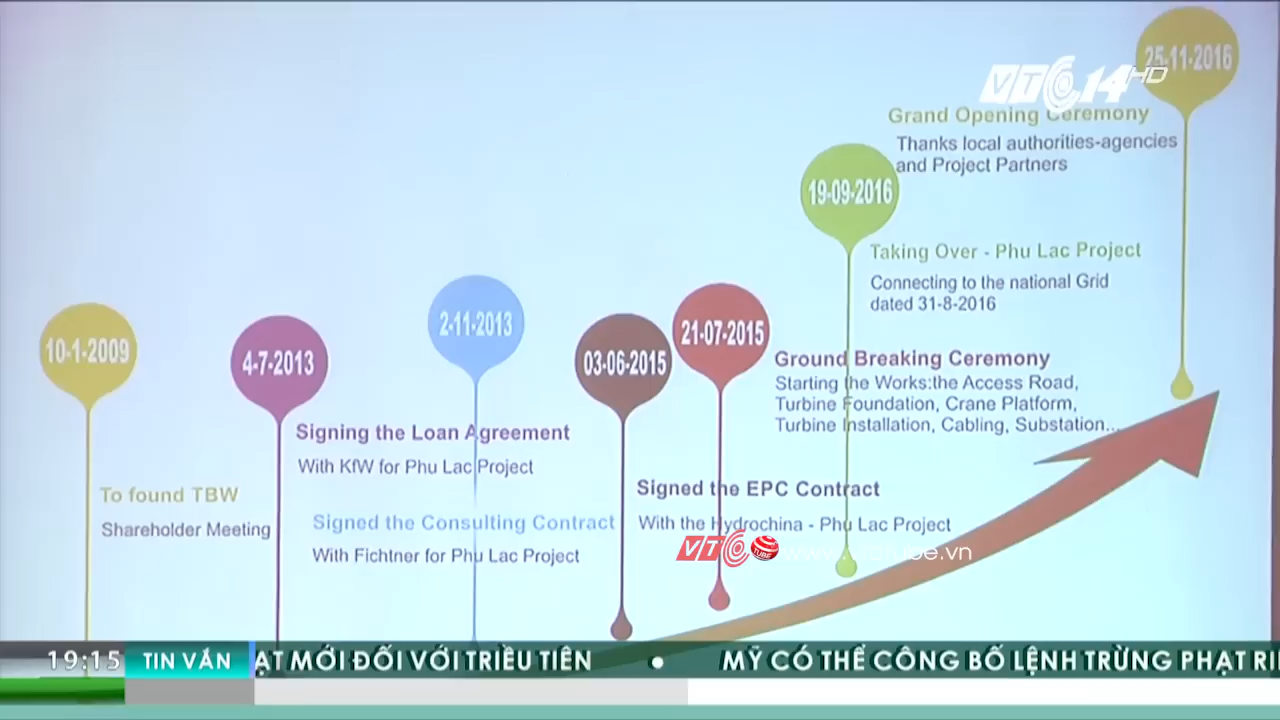 25-11-2016
VTC14HD
Grand Opening Ceremony
Thanks local authorities-agencies
and Project Partners
19-09-2016
Taking Over - Phu Lac Project
Connecting to the national Grid
dated 31-8-2016
10-1-2009
4-7-2013
2-11-2013
03-06-2015
21-07-2015
Ground Breaking Ceremony
Starting the Works:the Access Road,
Turbine Foundation, Crane Platform,
Turbine Installation, Cabling, Substation...
Signing the Loan Agreement
With KfW for Phu Lac Project
To found TBW
Shareholder Meeting
Signed the Consulting Contract
With Fichtner for Phu Lac Project
Signed the EPC Contract
With the Hydrochina - Phu Lac Project
VTC TUBE www.vtctube.vn
19:15 TIN VẮN ẠT MỚI ĐỐI VỚI TRIỀU TIÊN • MỸ CÓ THỂ CÔNG BỐ LỆNH TRỪNG PHẠT RIÊ